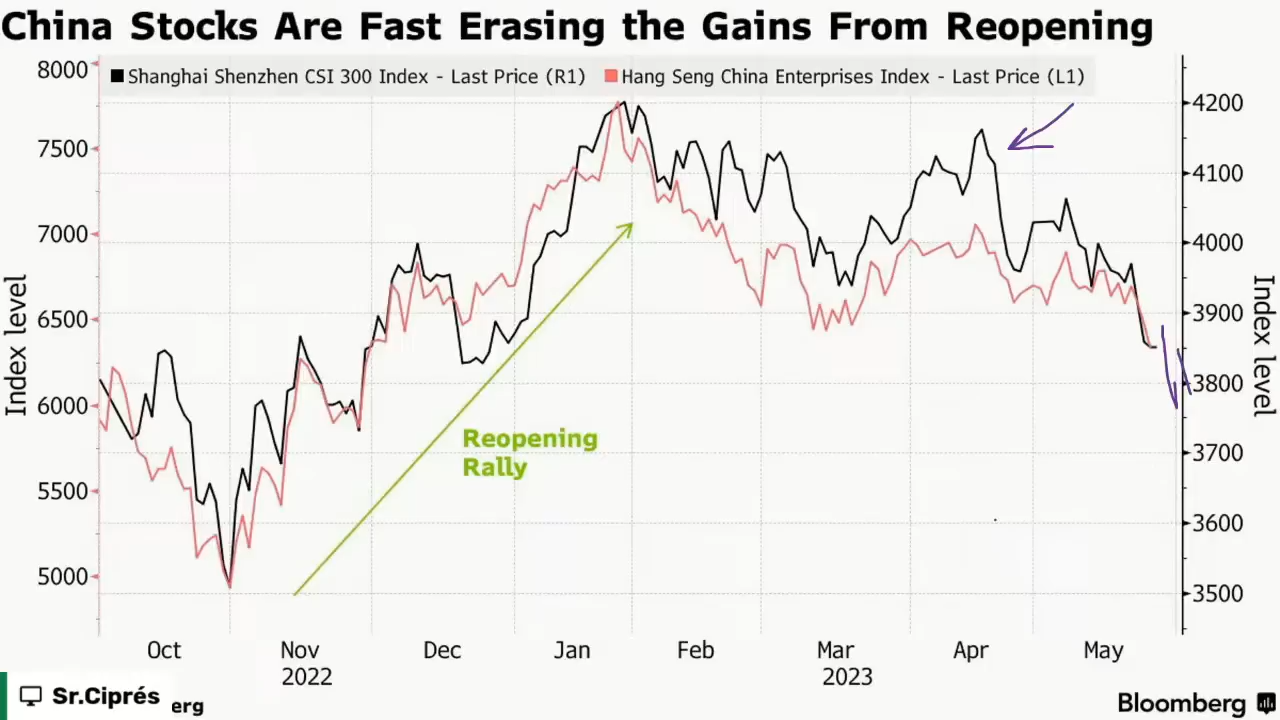 China Stocks Are Fast Erasing the Gains From Reopening
Shanghai Shenzhen CSI 300 Index - Last Price (R1) Hang Seng China Enterprises Index - Last Price (L1)
8000
7500
7000
6500
6000
5500
5000
Index level
4200
4100
4000
3900
3800
3700
3600
3500
Index level
Reopening
Rally
Oct Nov Dec Jan Feb Mar Apr May
2022 2023
Sr.Ciprés
erg
Bloomberg